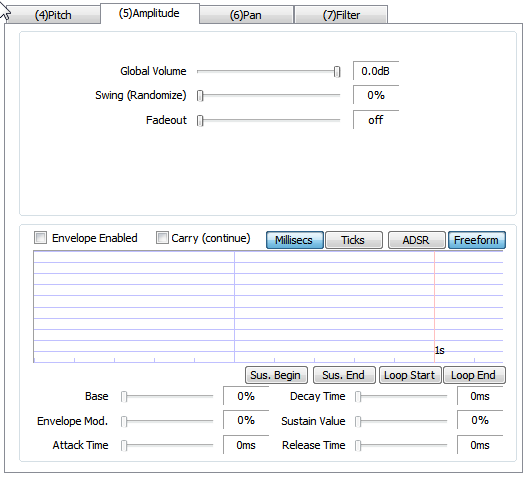 (4)Pitch (5)Amplitude (6)Pan (7)Filter
Global Volume 0.0dB
Swing (Randomize) 0%
Fadeout off
Envelope Enabled Carry (continue) Millisecs Ticks ADSR Freeform
1s
Sus. Begin Sus. End Loop Start Loop End
Base 0% Decay Time 0ms
Envelope Mod. 0% Sustain Value 0%
Attack Time 0ms Release Time 0ms